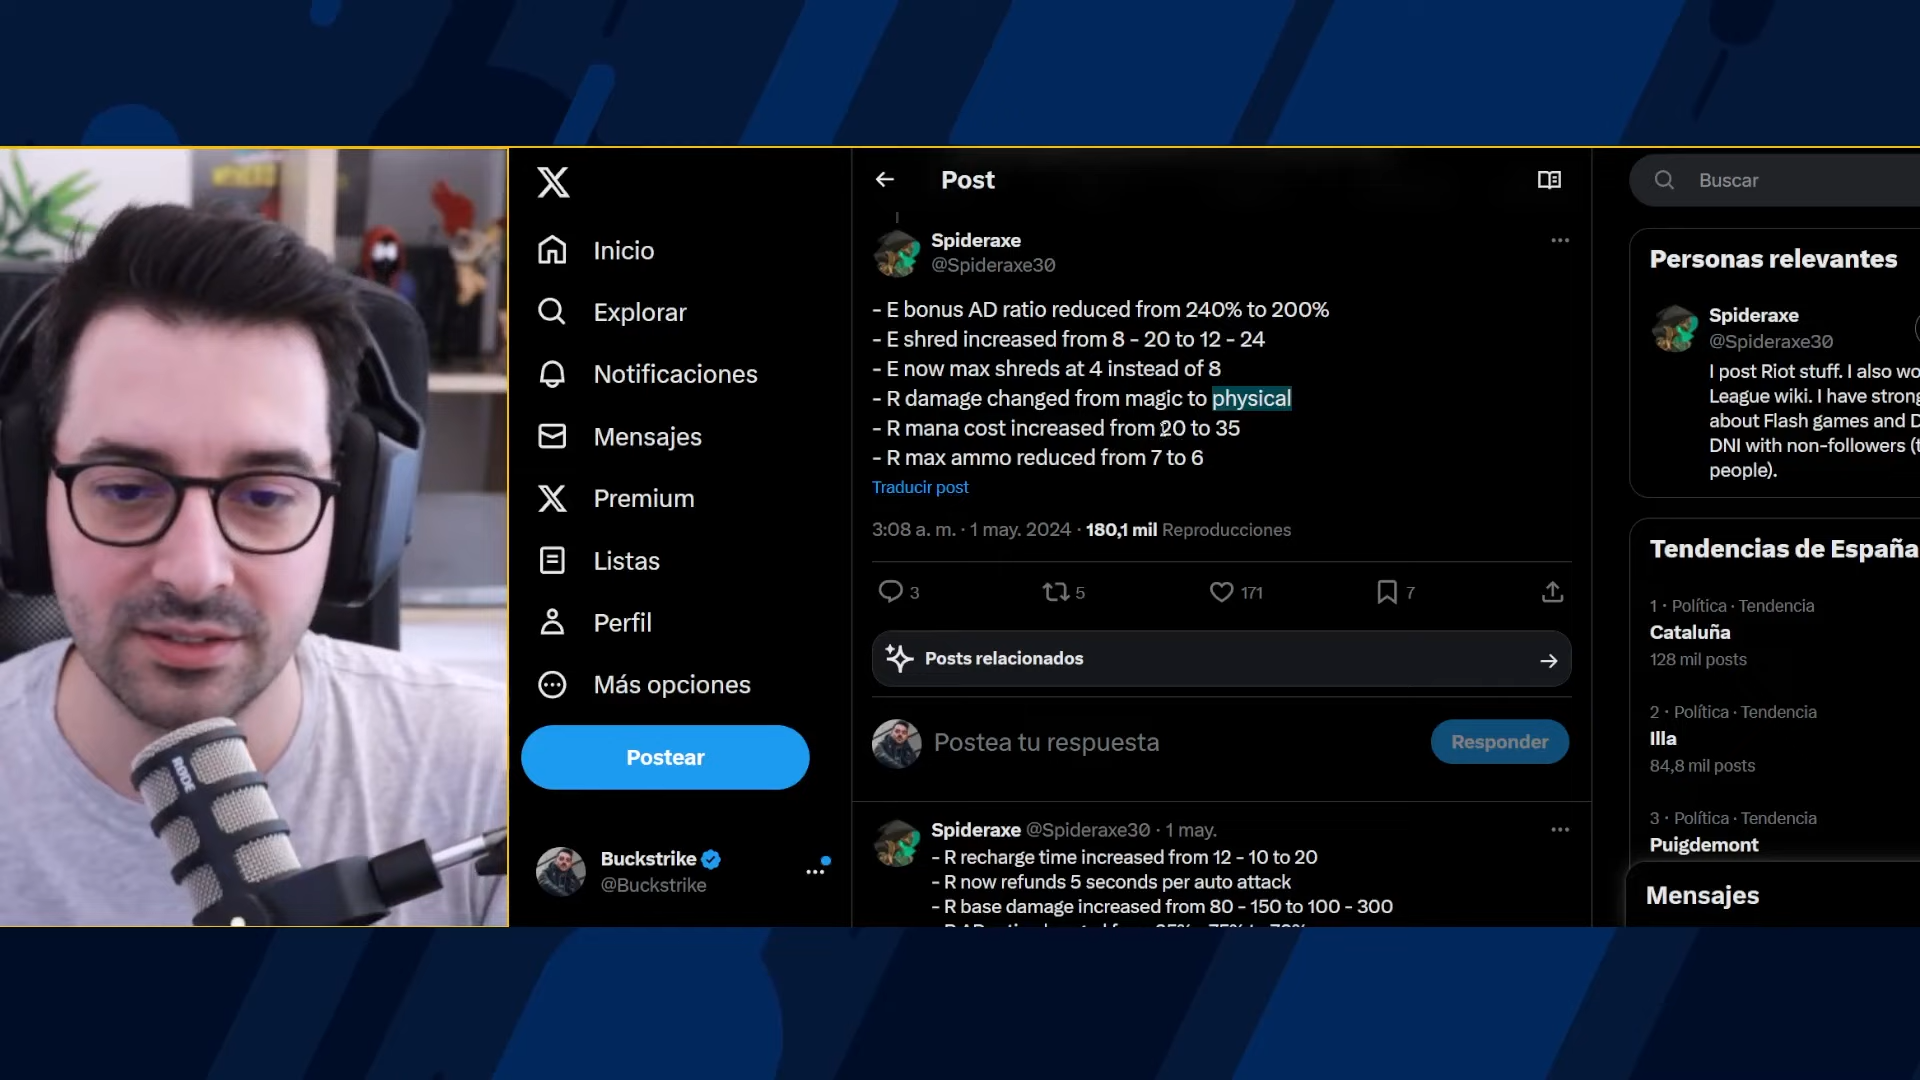 Post
Buscar
Inicio
Explorar
Notificaciones
Mensajes
Premium
Listas
Perfil
Más opciones
Postear
Buckstrike
@Buckstrike
Spideraxe
@Spideraxe30
- E bonus AD ratio reduced from 240% to 200%
- E shred increased from 8 - 20 to 12 - 24
- E now max shreds at 4 instead of 8
- R damage changed from magic to physical
- R mana cost increased from 20 to 35
- R max ammo reduced from 7 to 6
Traducir post
3:08 a. m. · 1 may. 2024 · 180,1 mil Reproducciones
3
5
171
7
Posts relacionados
Postea tu respuesta
Responder
Spideraxe @Spideraxe30 · 1 may.
- R recharge time increased from 12 - 10 to 20
- R now refunds 5 seconds per auto attack
- R base damage increased from 80 - 150 to 100 - 300
Personas relevantes
Spideraxe
@Spideraxe30
I post Riot stuff. I also wo
League wiki. I have strong
about Flash games and D
DNI with non-followers (t
people).
Tendencias de España
1 · Política · Tendencia
Cataluña
128 mil posts
2 · Política · Tendencia
Illa
84,8 mil posts
3 · Política · Tendencia
Puigdemont
Mensajes
RODE